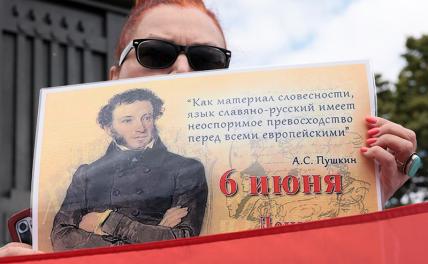 “Как материал словесности,
язык славяно-русский имеет
неоспоримое превосходство
перед всеми европейскими”
А.С. Пушкин
6 июня